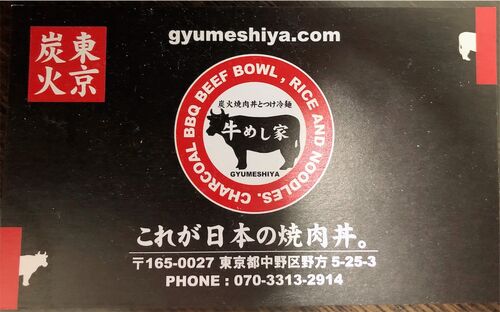 gyumeshiya.com
東京
炭火
CHARCOAL BBQ BEEF BOWL, RICE AND NOODLES.
炭火焼肉丼とつけ冷麺
牛めし家
GYUMESHIYA
これが日本の焼肉丼。
〒165-0027 東京都中野区野方 5-25-3
PHONE : 070-3313-2914